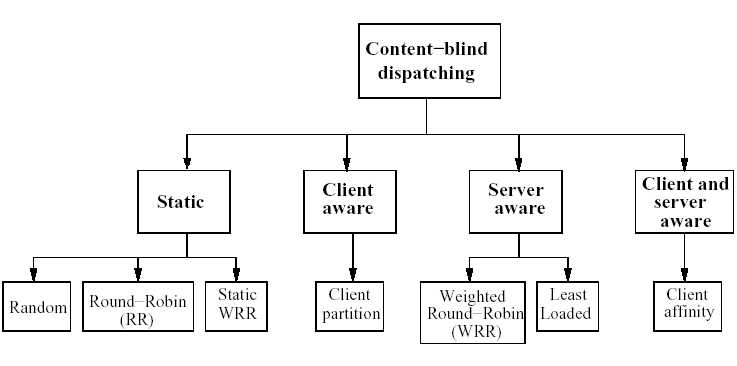 Content−blind
dispatching
Static
Client
aware
Server
aware
Client and
server
aware
Random
Round−Robin
(RR)
Static
WRR
Client
partition
Weighted
Round−Robin
(WRR)
Least
Loaded
Client
affinity